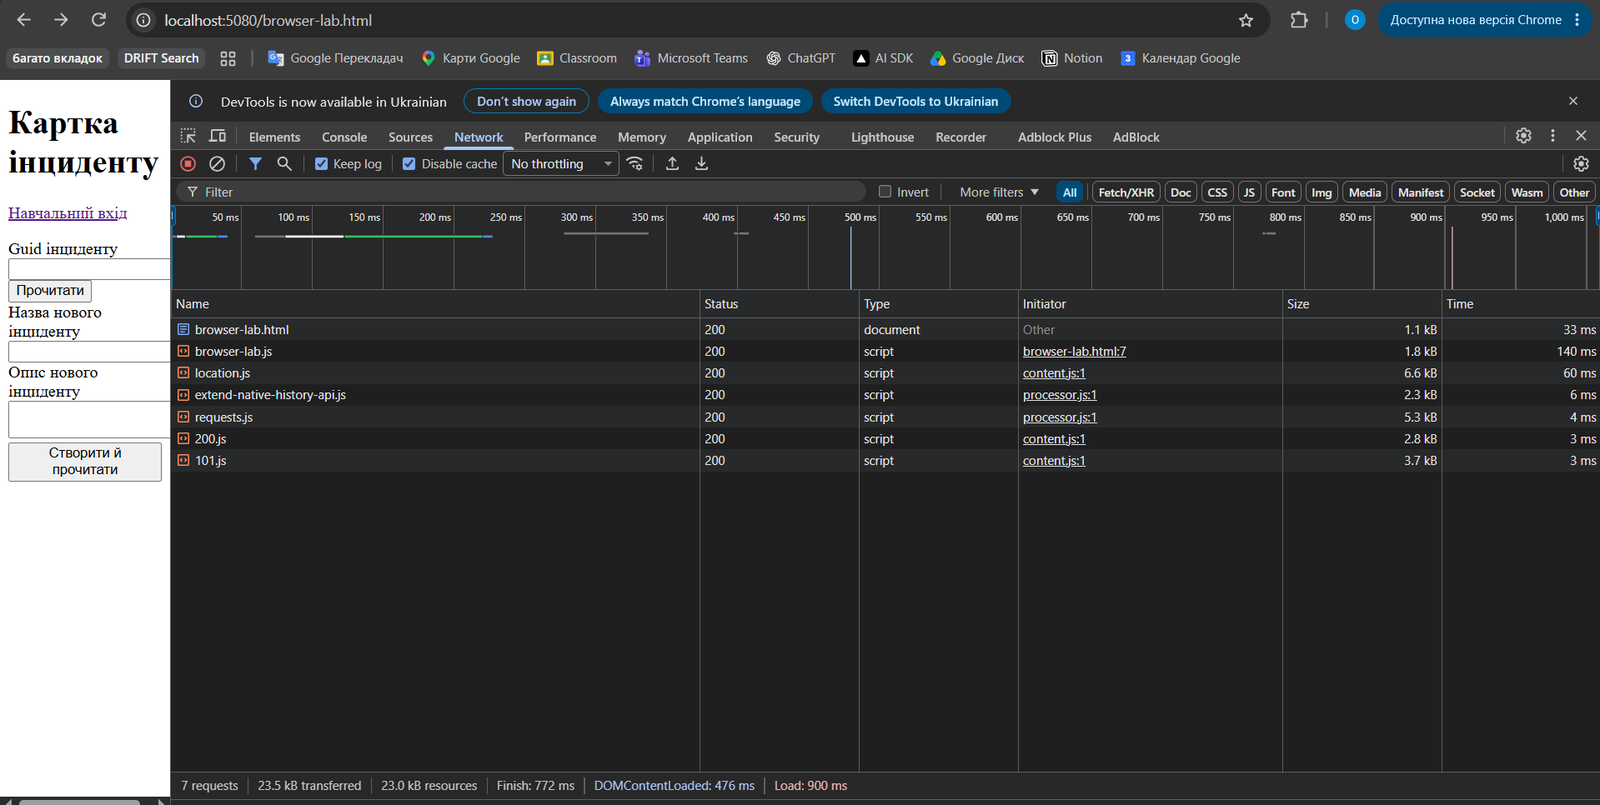 localhost:5080/browser-lab.html
O
Доступна нова версія Chrome
багато вкладок
DRIFT Search
Google Перекладач
Карти Google
Classroom
Microsoft Teams
ChatGPT
AI SDK
Google Диск
Notion
Календар Google
Картка
інциденту
Навчальний вхід
Guid інциденту
Прочитати
Назва нового
інциденту
Опис нового
інциденту
Створити й
прочитати
DevTools is now available in Ukrainian
Don't show again
Always match Chrome's language
Switch DevTools to Ukrainian
Elements Console Sources Network Performance Memory Application Security Lighthouse Recorder Adblock Plus AdBlock
Keep log Disable cache No throttling
Filter Invert More filters All Fetch/XHR Doc CSS JS Font Img Media Manifest Socket Wasm Other
50 ms 100 ms 150 ms 200 ms 250 ms 300 ms 350 ms 400 ms 450 ms 500 ms 550 ms 600 ms 650 ms 700 ms 750 ms 800 ms 850 ms 900 ms 950 ms 1,000 ms
Name Status Type Initiator Size Time
browser-lab.html 200 document Other 1.1 kB 33 ms
browser-lab.js 200 script browser-lab.html:7 1.8 kB 140 ms
location.js 200 script content.js:1 6.6 kB 60 ms
extend-native-history-api.js 200 script processor.js:1 2.3 kB 6 ms
requests.js 200 script processor.js:1 5.3 kB 4 ms
200.js 200 script content.js:1 2.8 kB 3 ms
101.js 200 script content.js:1 3.7 kB 3 ms
7 requests 23.5 kB transferred 23.0 kB resources Finish: 772 ms DOMContentLoaded: 476 ms Load: 900 ms